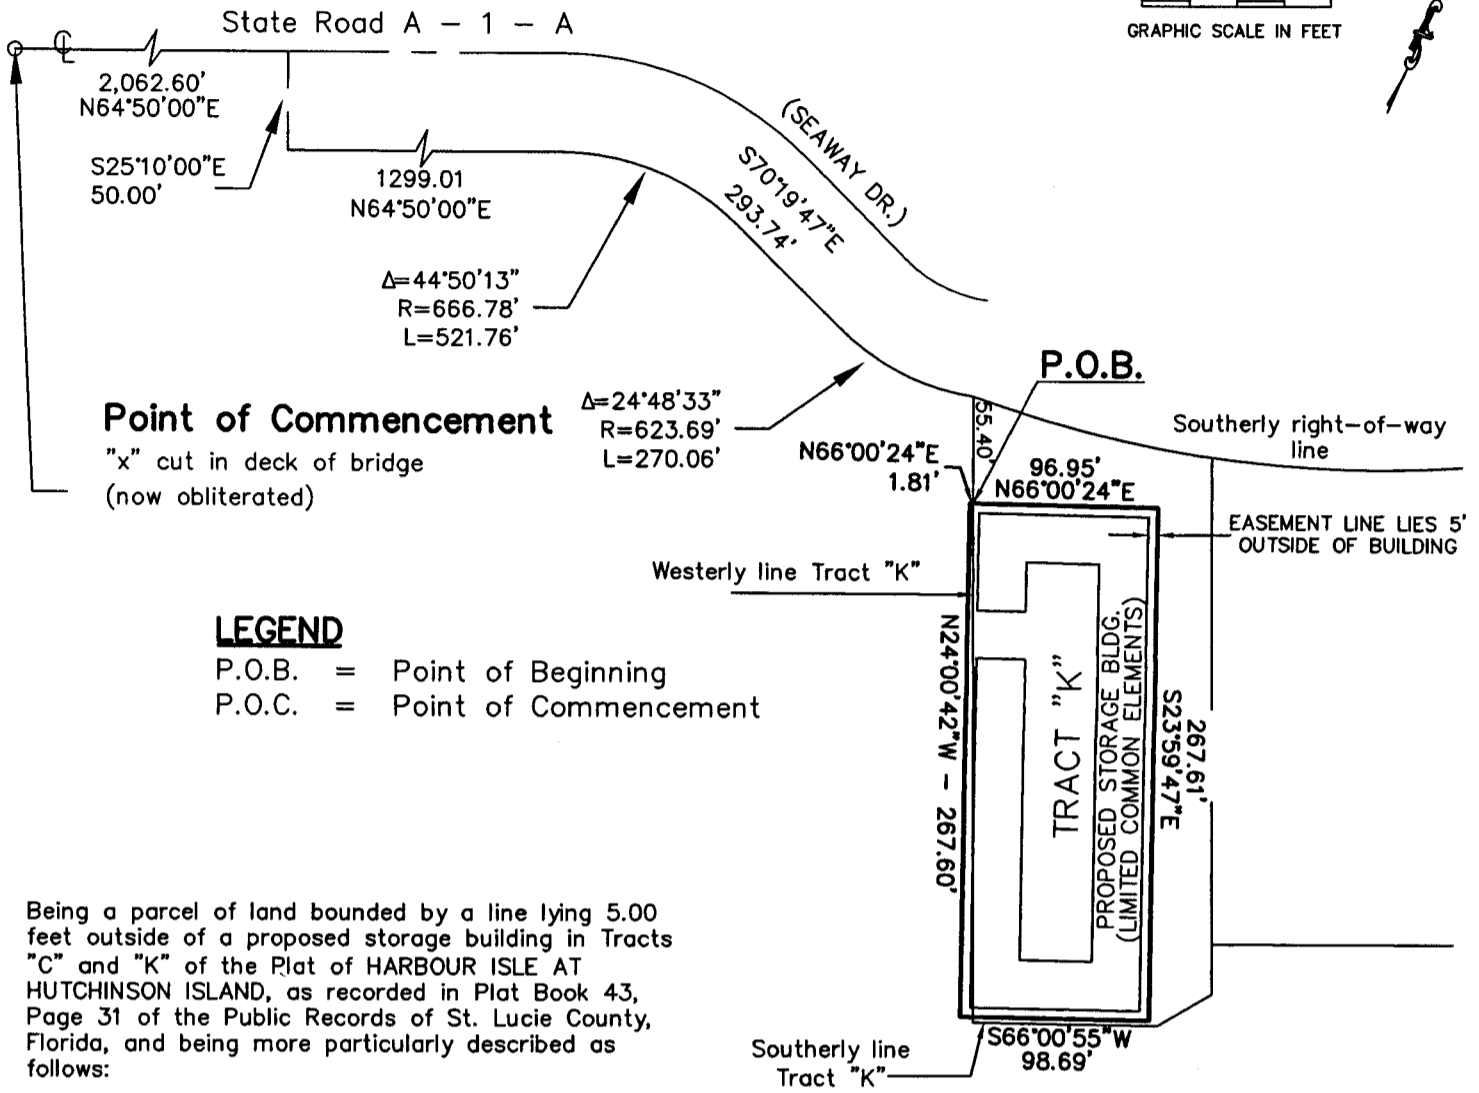 State Road A - 1 - A
GRAPHIC SCALE IN FEET
℄
2,062.60'
N64°50'00"E
S25°10'00"E
50.00'
1299.01
N64°50'00"E
(SEAWAY DR.)
S70°19'47"E
293.74'
Δ=44°50'13"
R=666.78'
L=521.76'
Point of Commencement
"x" cut in deck of bridge
(now obliterated)
Δ=24°48'33"
R=623.69'
L=270.06'
P.O.B.
55.40'
N66°00'24"E
1.81'
96.95'
N66°00'24"E
Southerly right-of-way
line
EASEMENT LINE LIES 5'
OUTSIDE OF BUILDING
Westerly line Tract "K"
LEGEND
P.O.B. = Point of Beginning
P.O.C. = Point of Commencement
N24°00'42"W - 267.60'
TRACT "K"
PROPOSED STORAGE BLDG.
(LIMITED COMMON ELEMENTS)
267.61'
S23°59'47"E
Being a parcel of land bounded by a line lying 5.00
feet outside of a proposed storage building in Tracts
"C" and "K" of the Plat of HARBOUR ISLE AT
HUTCHINSON ISLAND, as recorded in Plat Book 43,
Page 31 of the Public Records of St. Lucie County,
Florida, and being more particularly described as
follows:
S66°00'55"W
98.69'
Southerly line
Tract "K"